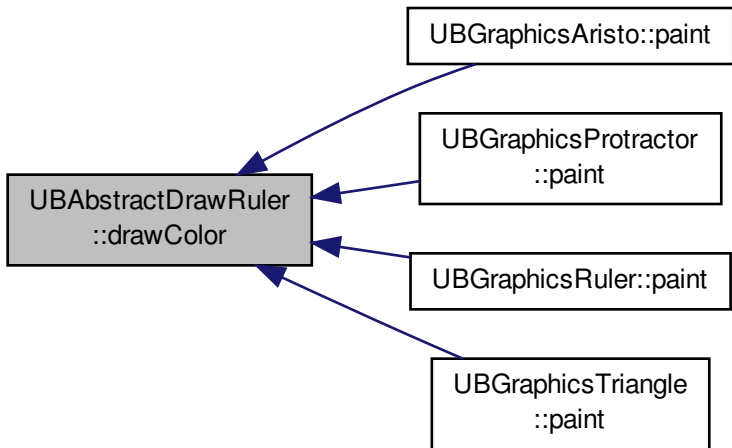 UBGraphicsAristo::paint
UBGraphicsProtractor
::paint
UBAbstractDrawRuler
::drawColor
UBGraphicsRuler::paint
UBGraphicsTriangle
::paint